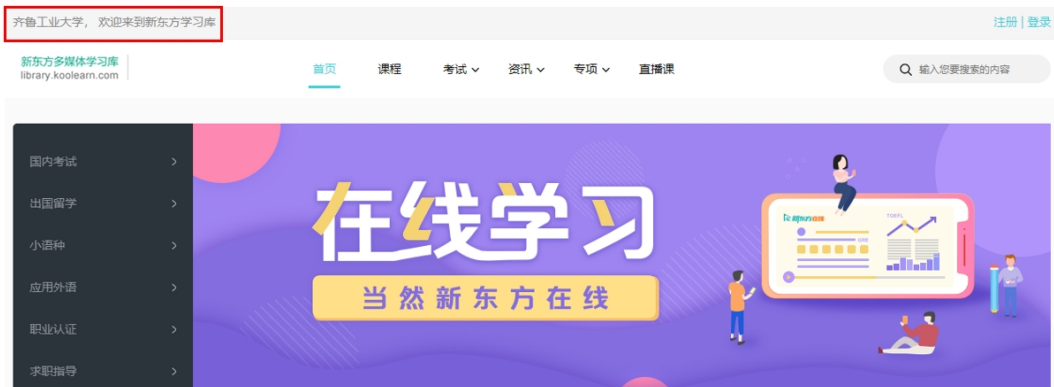 齐鲁工业大学， 欢迎来到新东方学习库
注册 | 登录
新东方多媒体学习库
library.koolearn.com
首页 课程 考试 资讯 专项 直播课
输入您要搜索的内容
国内考试
出国留学
小语种
应用外语
职业认证
求职指导
在线学习
当然新东方在线
TOEFL